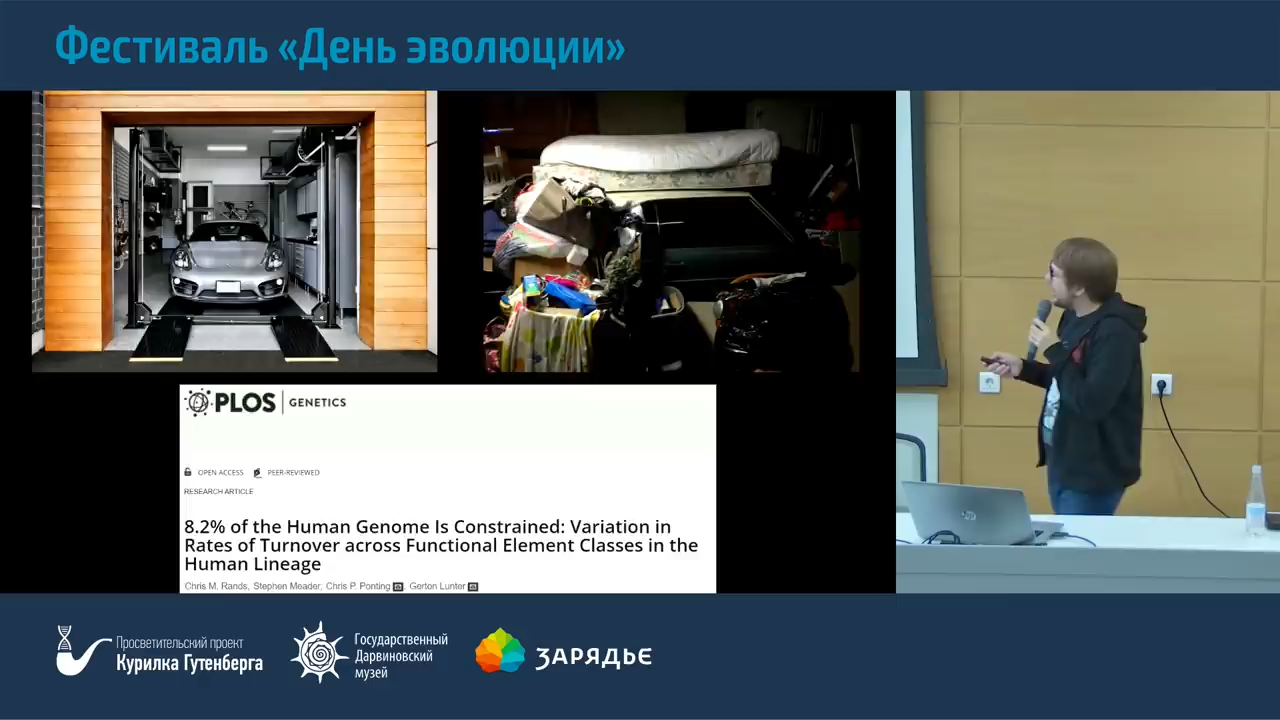 Фестиваль «День эволюции»
PLOS GENETICS
OPEN ACCESS PEER-REVIEWED
RESEARCH ARTICLE
8.2% of the Human Genome Is Constrained: Variation in
Rates of Turnover across Functional Element Classes in the
Human Lineage
Chris M. Rands, Stephen Meader, Chris P. Ponting, Gerton Lunter
Просветительский проект
Курилка Гутенберга
Государственный
Дарвиновский
музей
ЗАРЯДЬЕ
hp